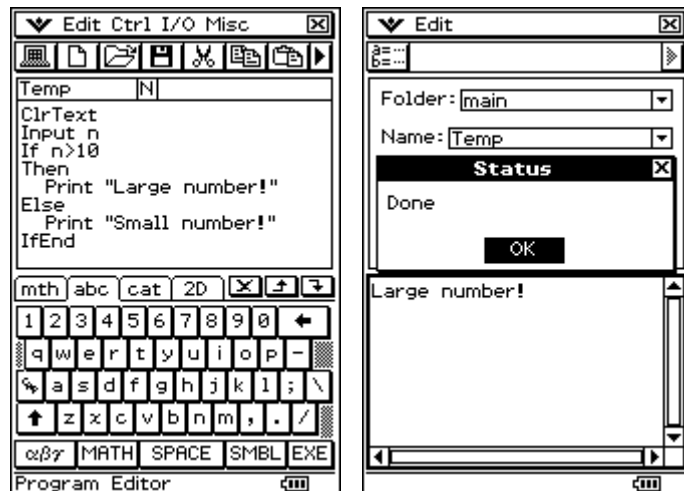 Edit Ctrl I/O Misc
Temp N
ClrText
Input n
If n>10
Then
Print "Large number!"
Else
Print "Small number!"
IfEnd
mth abc cat 2D
1 2 3 4 5 6 7 8 9 0
q w e r t y u i o p -
a s d f g h j k l ; \
z x c v b n m , . /
αβγ MATH SPACE SMBL EXE
Program Editor
Edit
Folder: main
Name: Temp
Status
Done
OK
Large number!